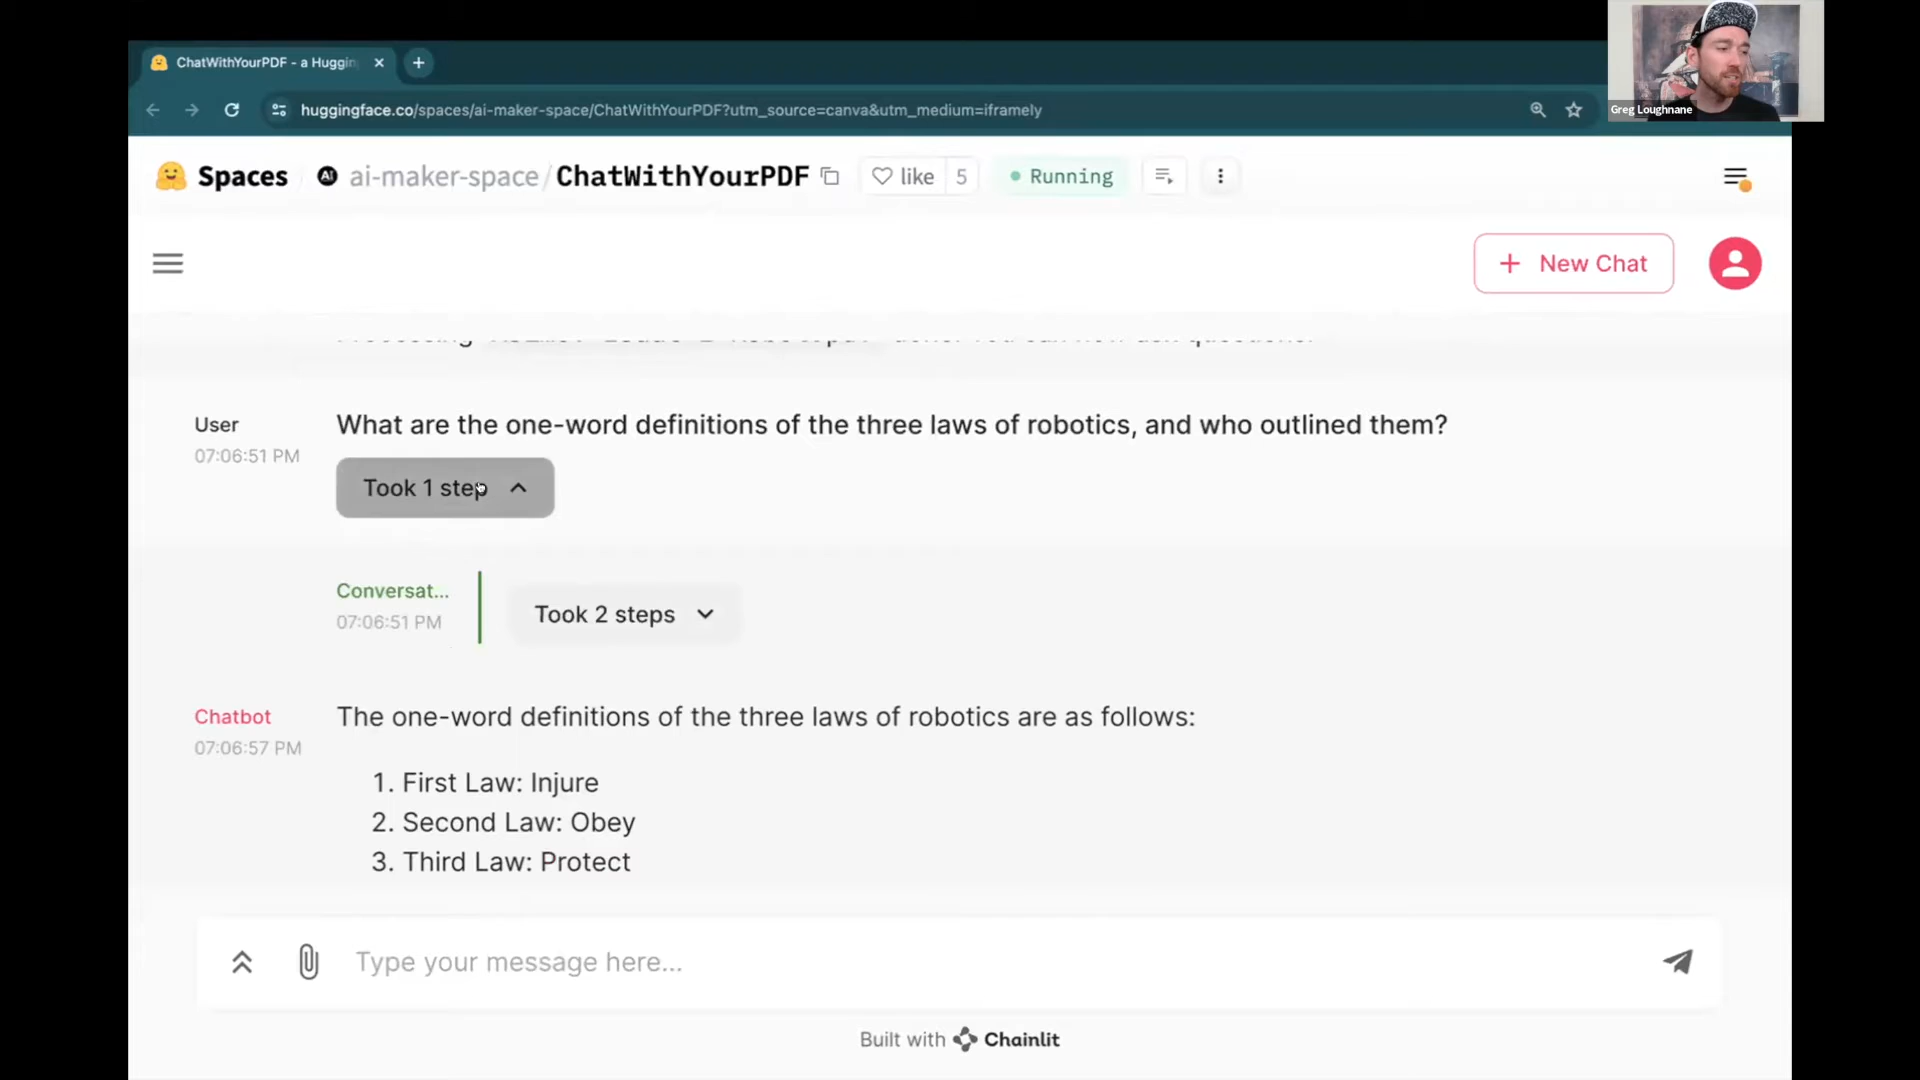 ChatWithYourPDF - a Huggin
huggingface.co/spaces/ai-maker-space/ChatWithYourPDF?utm_source=canva&utm_medium=iframely
Greg Loughnane
Spaces AI ai-maker-space/ChatWithYourPDF like 5 Running
+ New Chat
User
What are the one-word definitions of the three laws of robotics, and who outlined them?
07:06:51 PM
Took 1 step
Conversat...
07:06:51 PM
Took 2 steps
Chatbot
The one-word definitions of the three laws of robotics are as follows:
07:06:57 PM
1. First Law: Injure
2. Second Law: Obey
3. Third Law: Protect
Type your message here...
Built with Chainlit